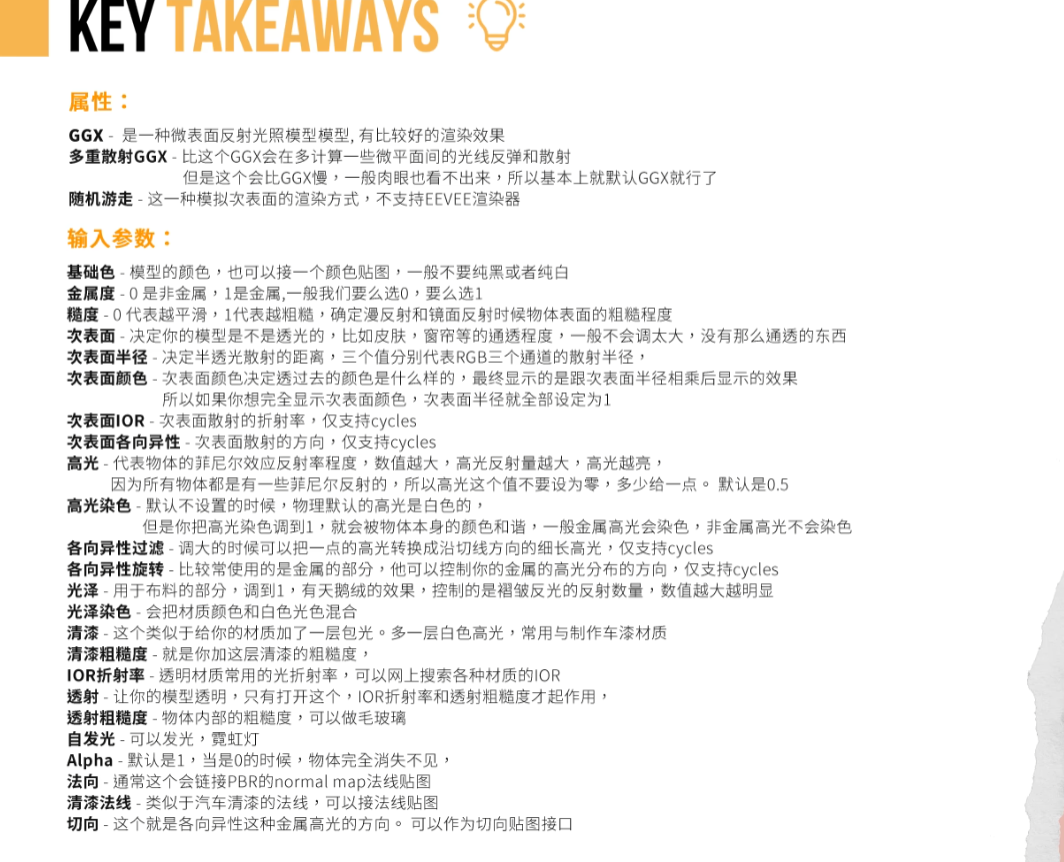 KEY TAKEAWAYS
属性：
GGX - 是一种微表面反射光照模型模型, 有比较好的渲染效果
多重散射GGX - 比这个GGX会在多计算一些微平面间的光线反弹和散射
但是这个会比GGX慢，一般肉眼也看不出来，所以基本上就默认GGX就行了
随机游走 - 这一种模拟次表面的渲染方式，不支持EEVEE渲染器
输入参数：
基础色 - 模型的颜色，也可以接一个颜色贴图，一般不要纯黑或者纯白
金属度 - 0 是非金属，1是金属,一般我们要么选0，要么选1
糙度 - 0 代表越平滑，1代表越粗糙，确定漫反射和镜面反射时候物体表面的粗糙程度
次表面 - 决定你的模型是不是透光的，比如皮肤，窗帘等的通透程度，一般不会调太大，没有那么通透的东西
次表面半径 - 决定半透光散射的距离，三个值分别代表RGB三个通道的散射半径，
次表面颜色 - 次表面颜色决定透过去的颜色是什么样的，最终显示的是跟次表面半径相乘后显示的效果
所以如果你想完全显示次表面颜色，次表面半径就全部设定为1
次表面IOR - 次表面散射的折射率，仅支持cycles
次表面各向异性 - 次表面散射的方向，仅支持cycles
高光 - 代表物体的菲尼尔效应反射率程度，数值越大，高光反射量越大，高光越亮，
因为所有物体都是有一些菲尼尔反射的，所以高光这个值不要设为零，多少给一点。 默认是0.5
高光染色 - 默认不设置的时候，物理默认的高光是白色的，
但是你把高光染色调到1，就会被物体本身的颜色和谐，一般金属高光会染色，非金属高光不会染色
各向异性过滤 - 调大的时候可以把一点的高光转换成沿切线方向的细长高光，仅支持cycles
各向异性旋转 - 比较常使用的是金属的部分，他可以控制你的金属的高光分布的方向，仅支持cycles
光泽 - 用于布料的部分，调到1，有天鹅绒的效果，控制的是褶皱反光的反射数量，数值越大越明显
光泽染色 - 会把材质颜色和白色光色混合
清漆 - 这个类似于给你的材质加了一层包光。多一层白色高光，常用与制作车漆材质
清漆粗糙度 - 就是你加这层清漆的粗糙度，
IOR折射率 - 透明材质常用的光折射率，可以网上搜索各种材质的IOR
透射 - 让你的模型透明，只有打开这个，IOR折射率和透射粗糙度才起作用，
透射粗糙度 - 物体内部的粗糙度，可以做毛玻璃
自发光 - 可以发光，霓虹灯
Alpha - 默认是1，当是0的时候，物体完全消失不见，
法向 - 通常这个会链接PBR的normal map法线贴图
清漆法线 - 类似于汽车清漆的法线，可以接法线贴图
切向 - 这个就是各向异性这种金属高光的方向。 可以作为切向贴图接口